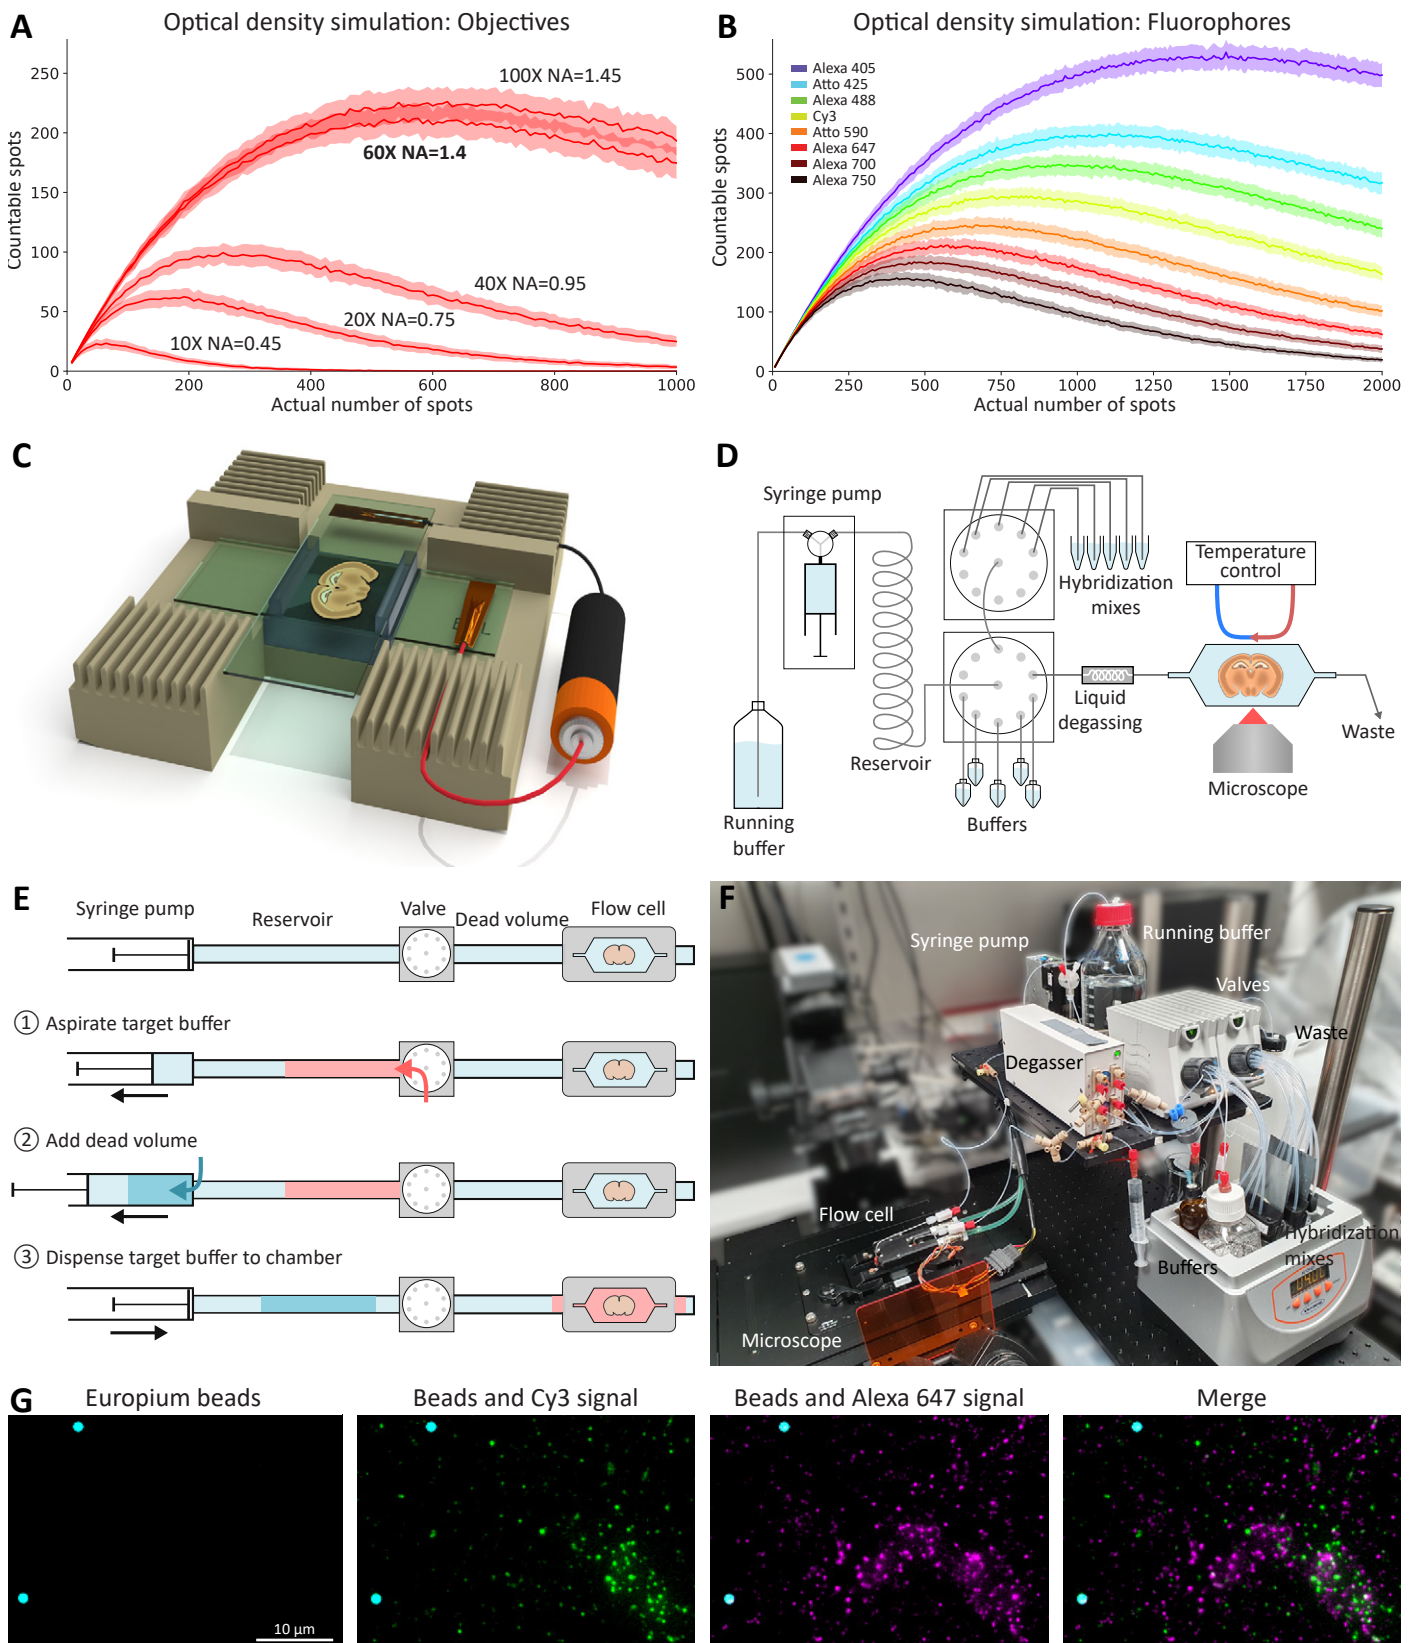 A
Optical density simulation: Objectives
Countable spots
250
200
150
100
50
0
100X NA=1.45
60X NA=1.4
40X NA=0.95
20X NA=0.75
10X NA=0.45
0 200 400 600 800 1000
Actual number of spots
B
Optical density simulation: Fluorophores
Countable spots
500
400
300
200
100
0
Alexa 405
Atto 425
Alexa 488
Cy3
Atto 590
Alexa 647
Alexa 700
Alexa 750
0 250 500 750 1000 1250 1500 1750 2000
Actual number of spots
C
D
Syringe pump
Hybridization
mixes
Temperature
control
Liquid
degassing
Reservoir
Waste
Microscope
Running
buffer
Buffers
E
Syringe pump
Reservoir
Valve
Dead volume
Flow cell
1 Aspirate target buffer
2 Add dead volume
3 Dispense target buffer to chamber
F
Syringe pump
Running buffer
Valves
Waste
Degasser
Flow cell
Hybridization
mixes
Buffers
Microscope
G
Europium beads
Beads and Cy3 signal
Beads and Alexa 647 signal
Merge
10 µm